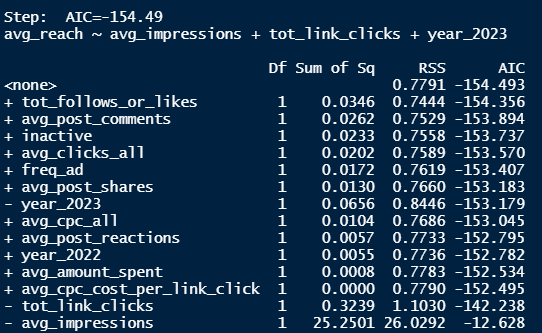 Step:  AIC=-154.49
avg_reach ~ avg_impressions + tot_link_clicks + year_2023
Df Sum of Sq RSS AIC
<none> 0.7791 -154.493
+ tot_follows_or_likes 1 0.0346 0.7444 -154.356
+ avg_post_comments 1 0.0262 0.7529 -153.894
+ inactive 1 0.0233 0.7558 -153.737
+ avg_clicks_all 1 0.0202 0.7589 -153.570
+ freq_ad 1 0.0172 0.7619 -153.407
+ avg_post_shares 1 0.0130 0.7660 -153.183
- year_2023 1 0.0656 0.8446 -153.179
+ avg_cpc_all 1 0.0104 0.7686 -153.045
+ avg_post_reactions 1 0.0057 0.7733 -152.795
+ year_2022 1 0.0055 0.7736 -152.782
+ avg_amount_spent 1 0.0008 0.7783 -152.534
+ avg_cpc_cost_per_link_click 1 0.0000 0.7790 -152.495
- tot_link_clicks 1 0.3239 1.1030 -142.238
- avg_impressions 1 25.2501 26.0292 -12.628